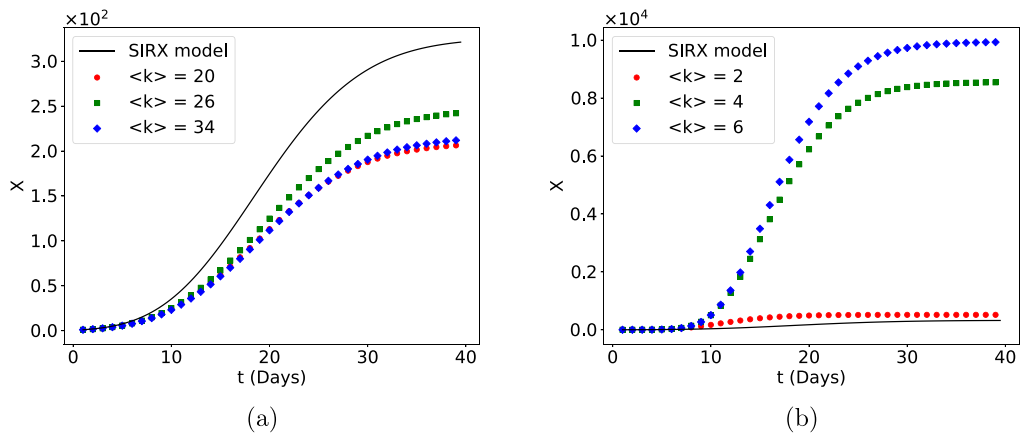 ×10²
SIRX model
<k> = 20
<k> = 26
<k> = 34
3.0
2.5
2.0
1.5
1.0
0.5
0.0
X
0
10
20
30
40
t (Days)
(a)
×10⁴
SIRX model
<k> = 2
<k> = 4
<k> = 6
1.0
0.8
0.6
0.4
0.2
0.0
X
0
10
20
30
40
t (Days)
(b)